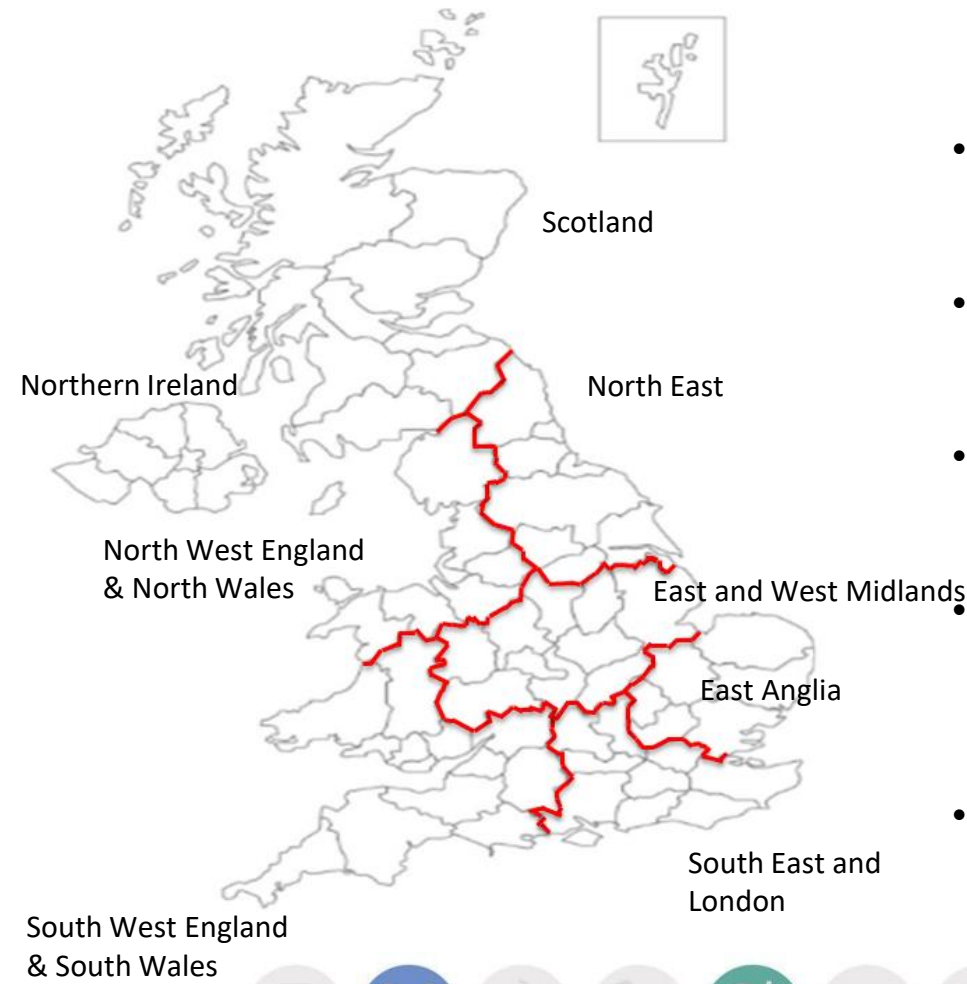 Scotland
Northern Ireland
North East
North West England
& North Wales
East and West Midlands
East Anglia
South East and
London
South West England
& South Wales